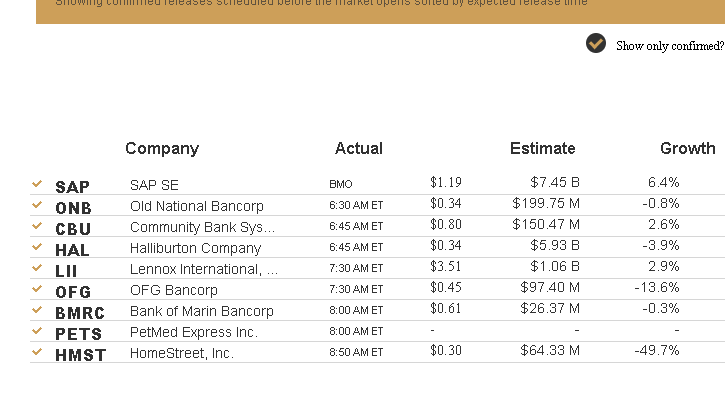 Showing confirmed releases scheduled before the market opens sorted by expected release time
Show only confirmed?
Company Actual Estimate Growth
SAP SAP SE BMO $1.19 $7.45 B 6.4%
ONB Old National Bancorp 6:30 AM ET $0.34 $199.75 M -0.8%
CBU Community Bank Sys... 6:45 AM ET $0.80 $150.47 M 2.6%
HAL Halliburton Company 6:45 AM ET $0.34 $5.93 B -3.9%
LII Lennox International, ... 7:30 AM ET $3.51 $1.06 B 2.9%
OFG OFG Bancorp 7:30 AM ET $0.45 $97.40 M -13.6%
BMRC Bank of Marin Bancorp 8:00 AM ET $0.61 $26.37 M -0.3%
PETS PetMed Express Inc. 8:00 AM ET - - -
HMST HomeStreet, Inc. 8:50 AM ET $0.30 $64.33 M -49.7%